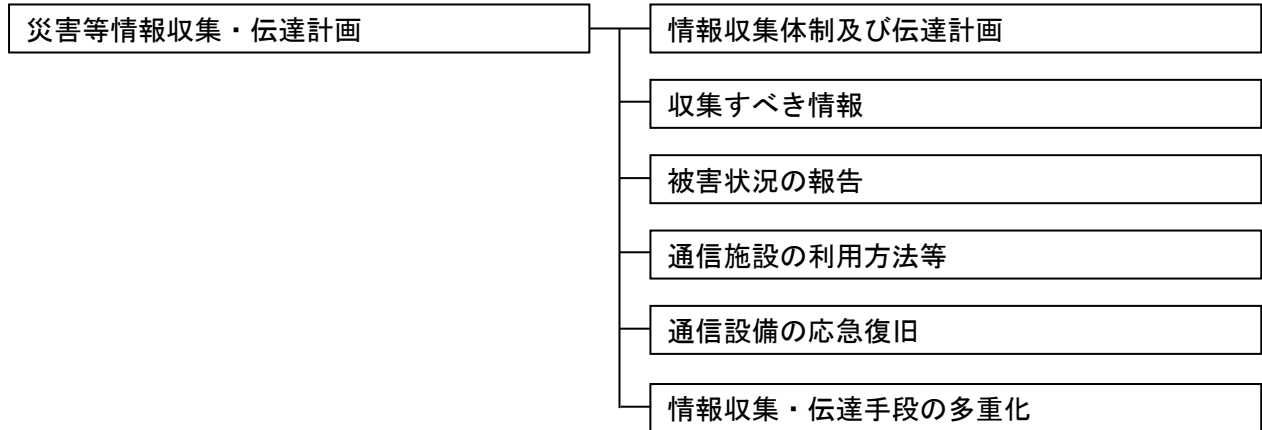 災害等情報収集・伝達計画
情報収集体制及び伝達計画
収集すべき情報
被害状況の報告
通信施設の利用方法等
通信設備の応急復旧
情報収集・伝達手段の多重化